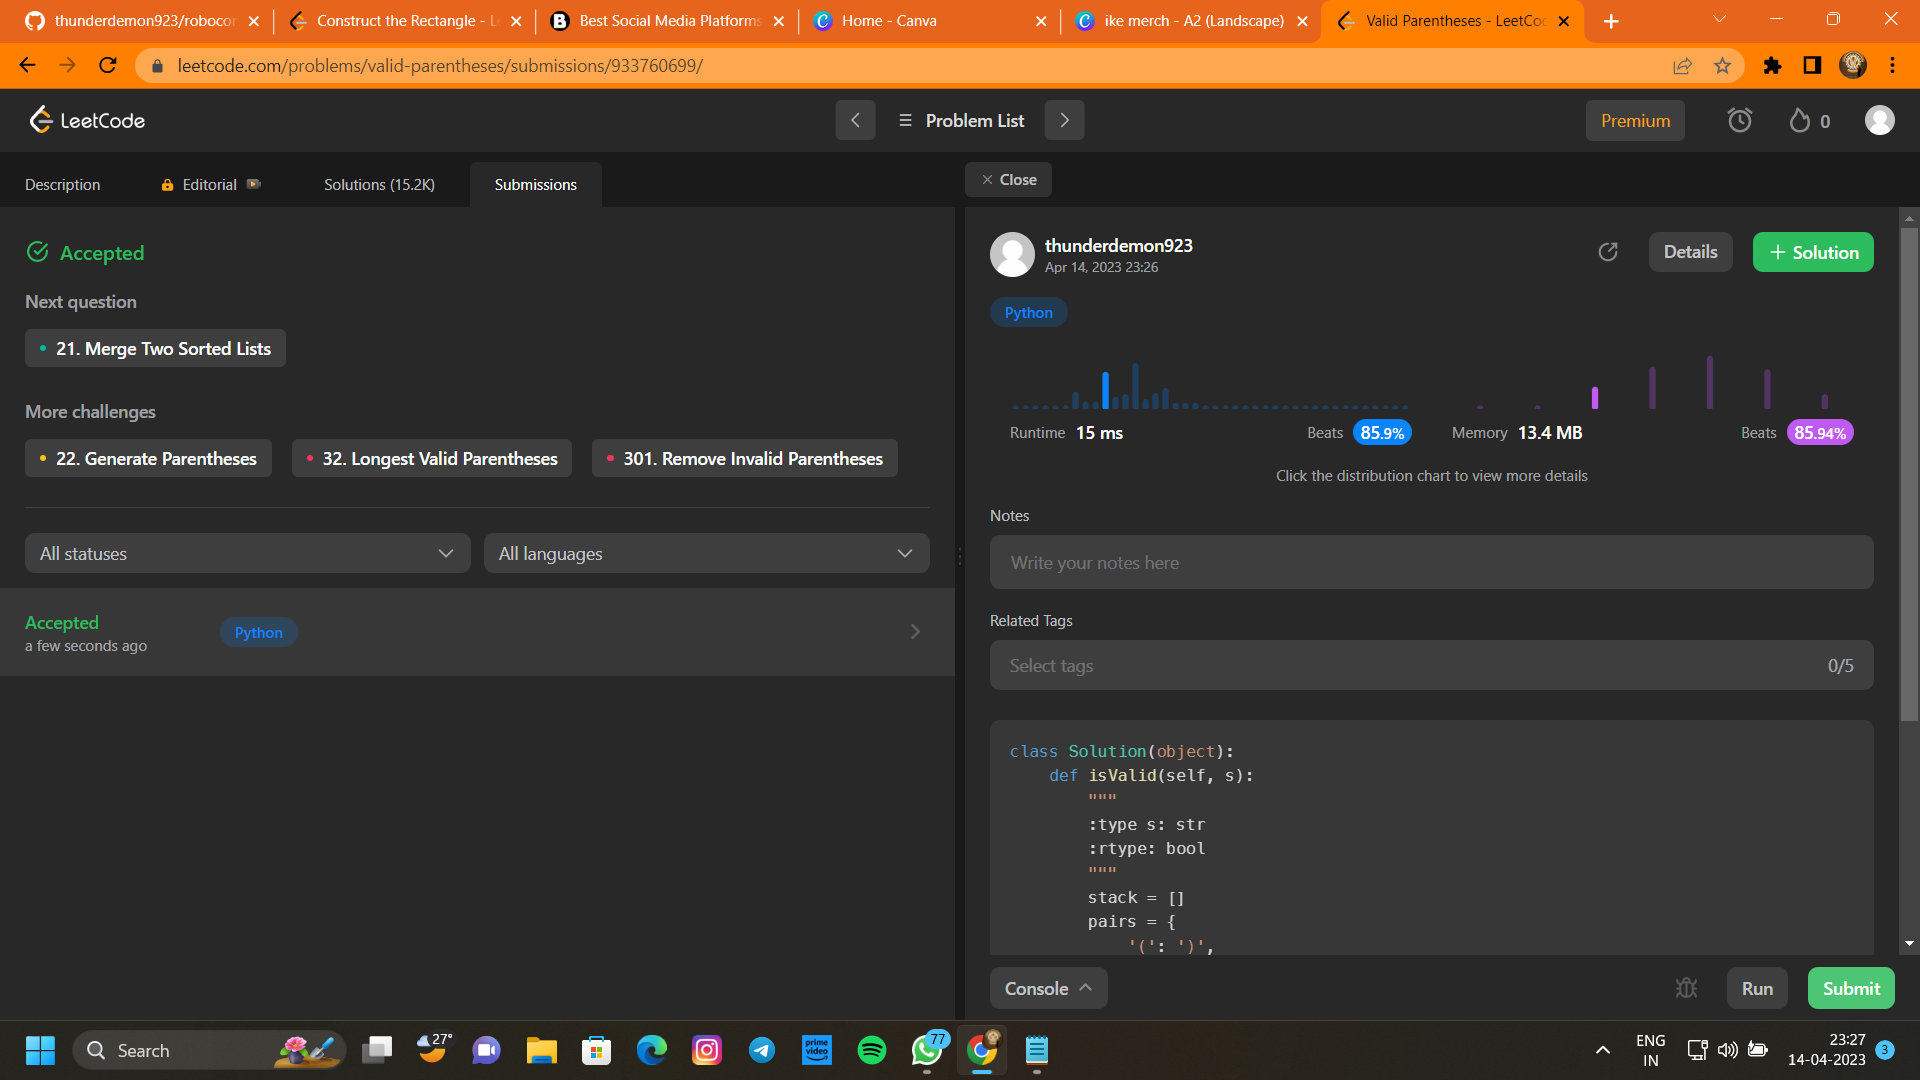 thunderdemon923/robocor
Construct the Rectangle - L
Best Social Media Platforms
Home - Canva
ike merch - A2 (Landscape)
Valid Parentheses - LeetCod
leetcode.com/problems/valid-parentheses/submissions/933760699/
LeetCode
Problem List
Premium
0
Description
Editorial
Solutions (15.2K)
Submissions
Close
Accepted
Next question
21. Merge Two Sorted Lists
More challenges
22. Generate Parentheses
32. Longest Valid Parentheses
301. Remove Invalid Parentheses
All statuses
All languages
Accepted
a few seconds ago
Python
thunderdemon923
Apr 14, 2023 23:26
Details
+ Solution
Python
Runtime 15 ms
Beats 85.9%
Memory 13.4 MB
Beats 85.94%
Click the distribution chart to view more details
Notes
Write your notes here
Related Tags
Select tags
0/5
class Solution(object):
    def isValid(self, s):
        """
        :type s: str
        :rtype: bool
        """
        stack = []
        pairs = {
            '(': ')',
Console
Run
Submit
Search
27°
prime video
77
ENG
IN
23:27
14-04-2023
3